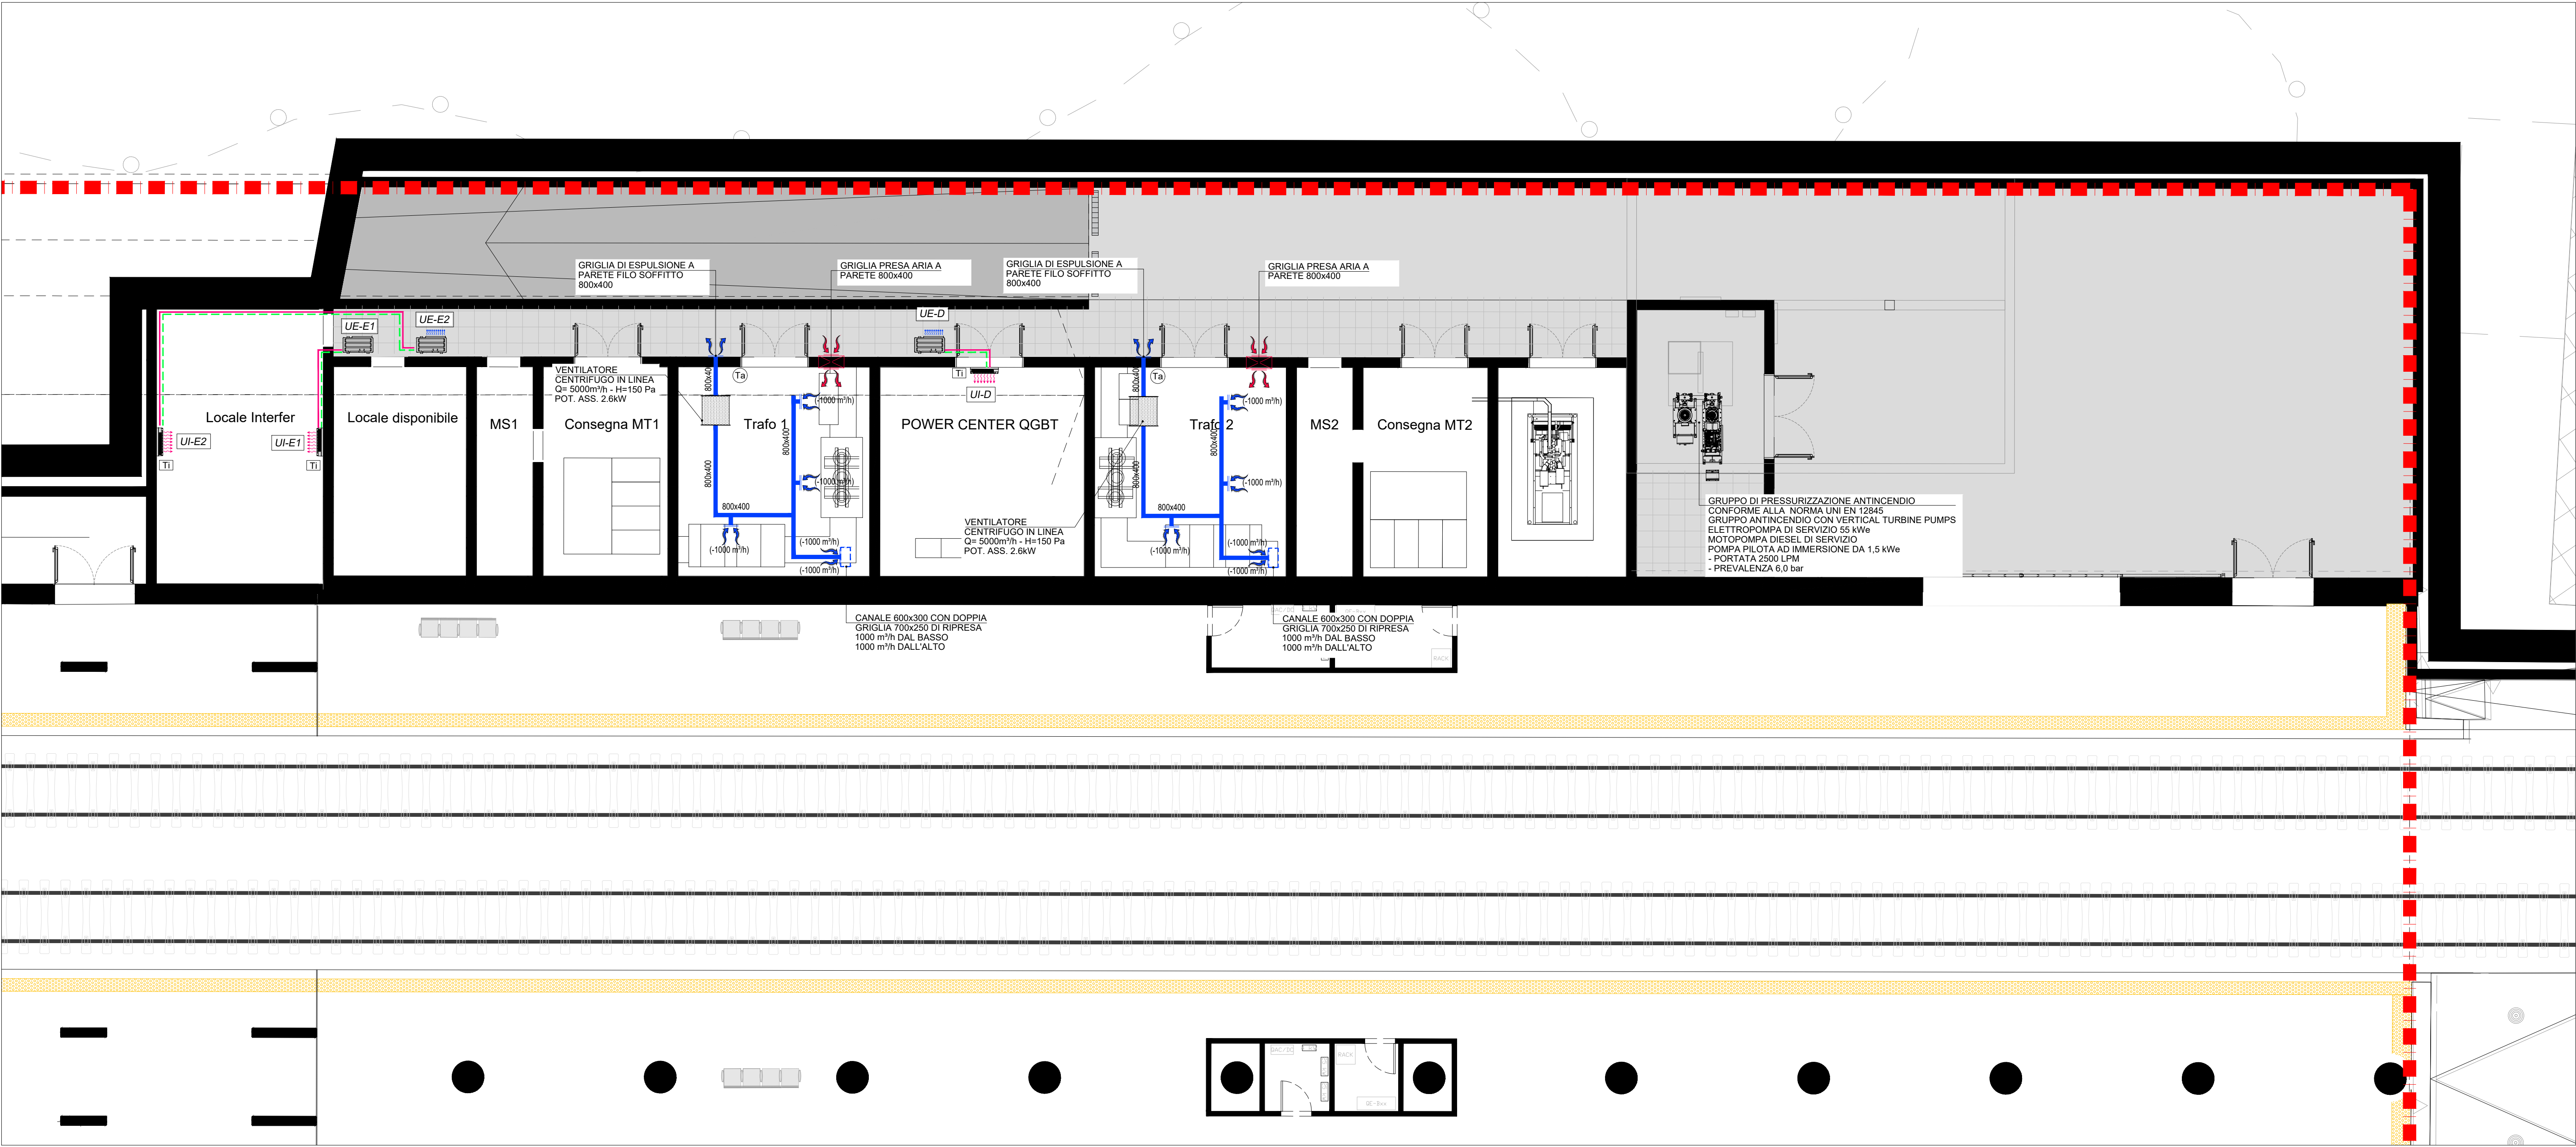 GRIGLIA DI ESPULSIONE A
PARETE FILO SOFFITTO
800x400
GRIGLIA PRESA ARIA A
PARETE 800x400
GRIGLIA DI ESPULSIONE A
PARETE FILO SOFFITTO
800x400
GRIGLIA PRESA ARIA A
PARETE 800x400
UE-E1
UE-E2
UE-D
VENTILATORE
CENTRIFUGO IN LINEA
Q= 5000m³/h - H=150 Pa
POT. ASS. 2.6kW
Ta
Ti
UI-D
Ta
800x400
800x400
(-1000 m³/h)
(-1000 m³/h)
Locale Interfer
Locale disponibile
MS1
Consegna MT1
Trafo 1
POWER CENTER QGBT
Trafo 2
MS2
Consegna MT2
UI-E2
UI-E1
Ti
Ti
800x400
800x400
800x400
800x400
(-1000 m³/h)
(-1000 m³/h)
800x400
800x400
VENTILATORE
CENTRIFUGO IN LINEA
Q= 5000m³/h - H=150 Pa
POT. ASS. 2.6kW
(-1000 m³/h)
(-1000 m³/h)
(-1000 m³/h)
(-1000 m³/h)
(-1000 m³/h)
(-1000 m³/h)
GRUPPO DI PRESSURIZZAZIONE ANTINCENDIO
CONFORME ALLA NORMA UNI EN 12845
GRUPPO ANTINCENDIO CON VERTICAL TURBINE PUMPS
ELETTROPOMPA DI SERVIZIO 55 kWe
MOTOPOMPA DIESEL DI SERVIZIO
POMPA PILOTA AD IMMERSIONE DA 1,5 kWe
- PORTATA 2500 LPM
- PREVALENZA 6,0 bar
CANALE 600x300 CON DOPPIA
GRIGLIA 700x250 DI RIPRESA
1000 m³/h DAL BASSO
1000 m³/h DALL'ALTO
CANALE 600x300 CON DOPPIA
GRIGLIA 700x250 DI RIPRESA
1000 m³/h DAL BASSO
1000 m³/h DALL'ALTO
RACK
RACK
QE-Box